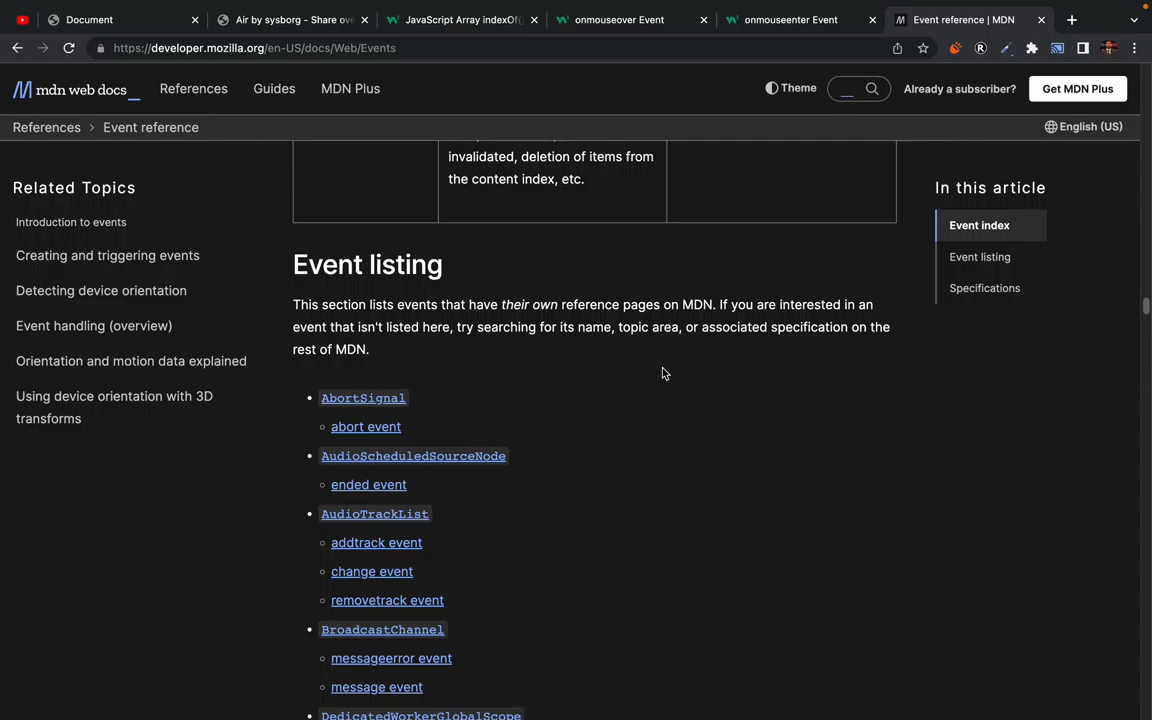 Document
Air by sysborg - Share ove
JavaScript Array indexOf()
onmouseover Event
onmouseenter Event
Event reference | MDN
https://developer.mozilla.org/en-US/docs/Web/Events
mdn web docs_
References
Guides
MDN Plus
Theme
Already a subscriber?
Get MDN Plus
References > Event reference
English (US)
Related Topics
Introduction to events
Creating and triggering events
Detecting device orientation
Event handling (overview)
Orientation and motion data explained
Using device orientation with 3D
transforms
invalidated, deletion of items from
the content index, etc.
Event listing
This section lists events that have their own reference pages on MDN. If you are interested in an
event that isn't listed here, try searching for its name, topic area, or associated specification on the
rest of MDN.
• AbortSignal
◦ abort event
• AudioScheduledSourceNode
◦ ended event
• AudioTrackList
◦ addtrack event
◦ change event
◦ removetrack event
• BroadcastChannel
◦ messageerror event
◦ message event
• DedicatedWorkerGlobalScope
In this article
Event index
Event listing
Specifications